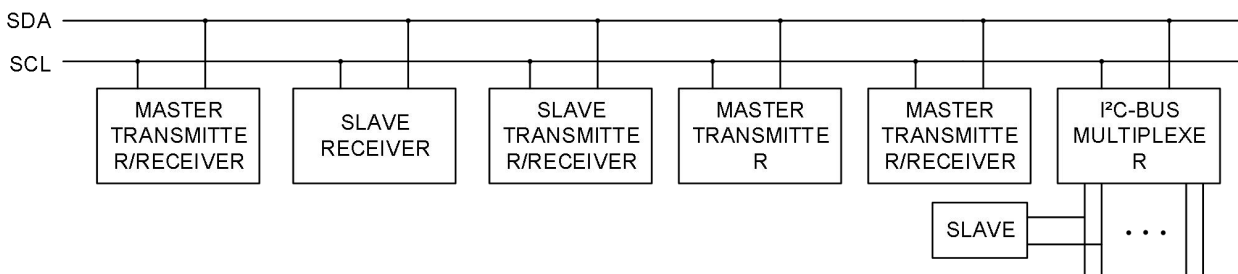 SDA
SCL
MASTER
TRANSMITTE
R/RECEIVER
SLAVE
RECEIVER
SLAVE
TRANSMITTE
R/RECEIVER
MASTER
TRANSMITTE
R
MASTER
TRANSMITTE
R/RECEIVER
I²C-BUS
MULTIPLEXE
R
SLAVE
• • •